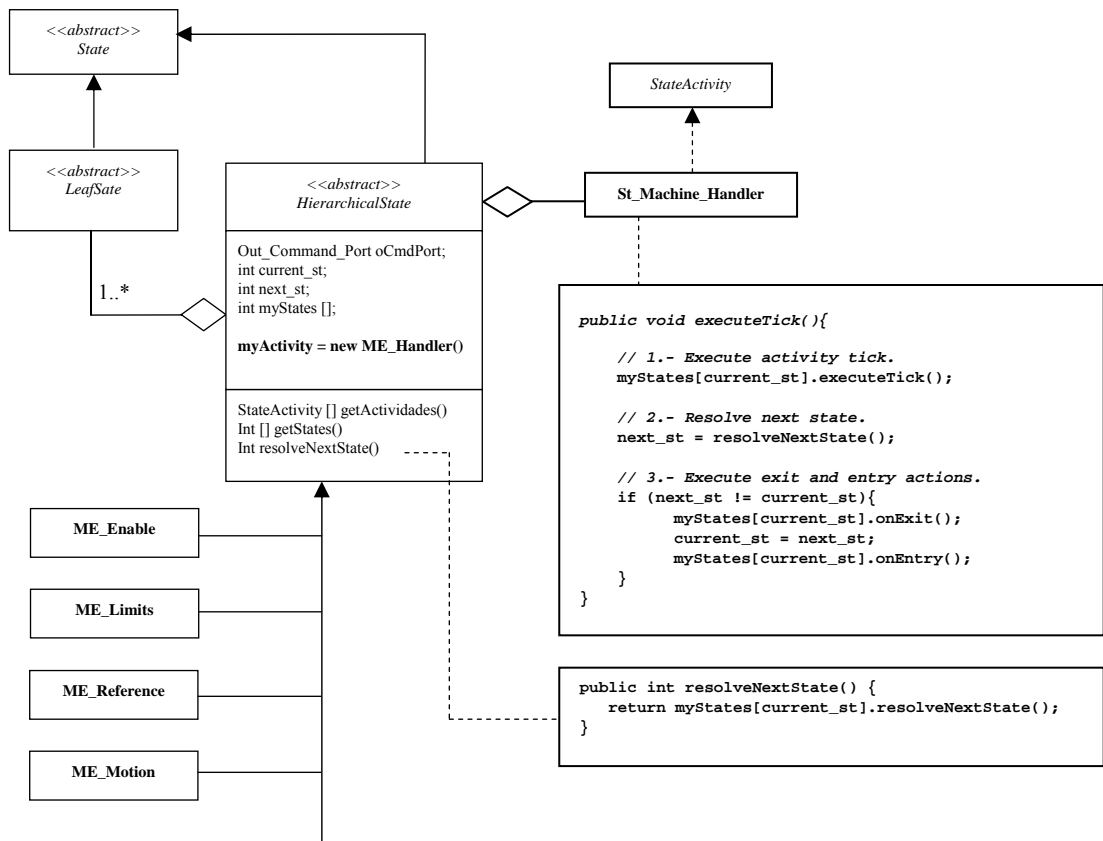 <<abstract>>
State
StateActivity
<<abstract>>
LeafSate
<<abstract>>
HierarchicalState
St_Machine_Handler
Out_Command_Port oCmdPort;
int current_st;
int next_st;
int myStates [];
myActivity = new ME_Handler()
1..*
StateActivity [] getActividades()
Int [] getStates()
Int resolveNextState()
public void executeTick(){
// 1.- Execute activity tick.
myStates[current_st].executeTick();
// 2.- Resolve next state.
next_st = resolveNextState();
// 3.- Execute exit and entry actions.
if (next_st != current_st){
myStates[current_st].onExit();
current_st = next_st;
myStates[current_st].onEntry();
}
}
ME_Enable
ME_Limits
ME_Reference
ME_Motion
public int resolveNextState() {
return myStates[current_st].resolveNextState();
}